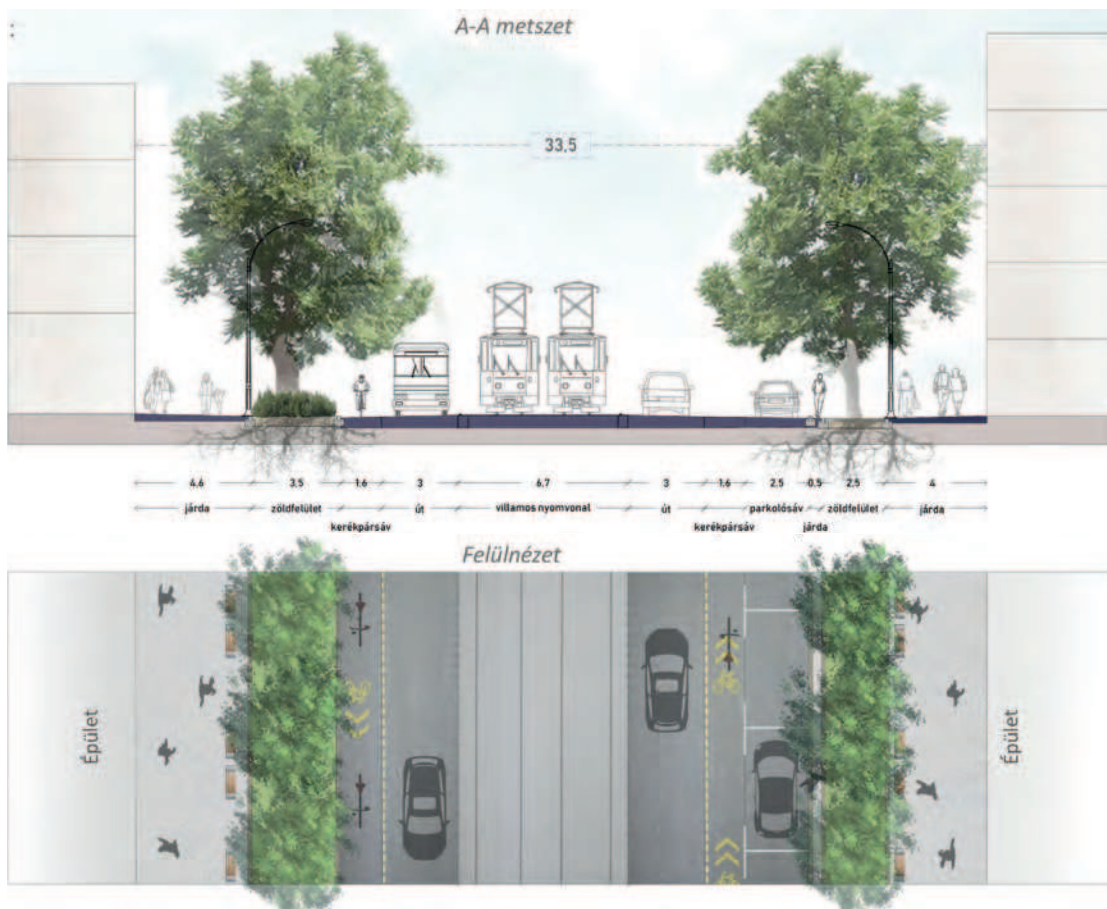 A-A metszet
33,5
4,6 3,5 1,6 3 6,7 3 1,6 2,5 0,5 2,5 4
járda zöldfelület út villamos nyomvonal út parkolósáv zöldfelület járda
kerékpársáv kerékpársáv járda
Felülnézet
Épület
Épület